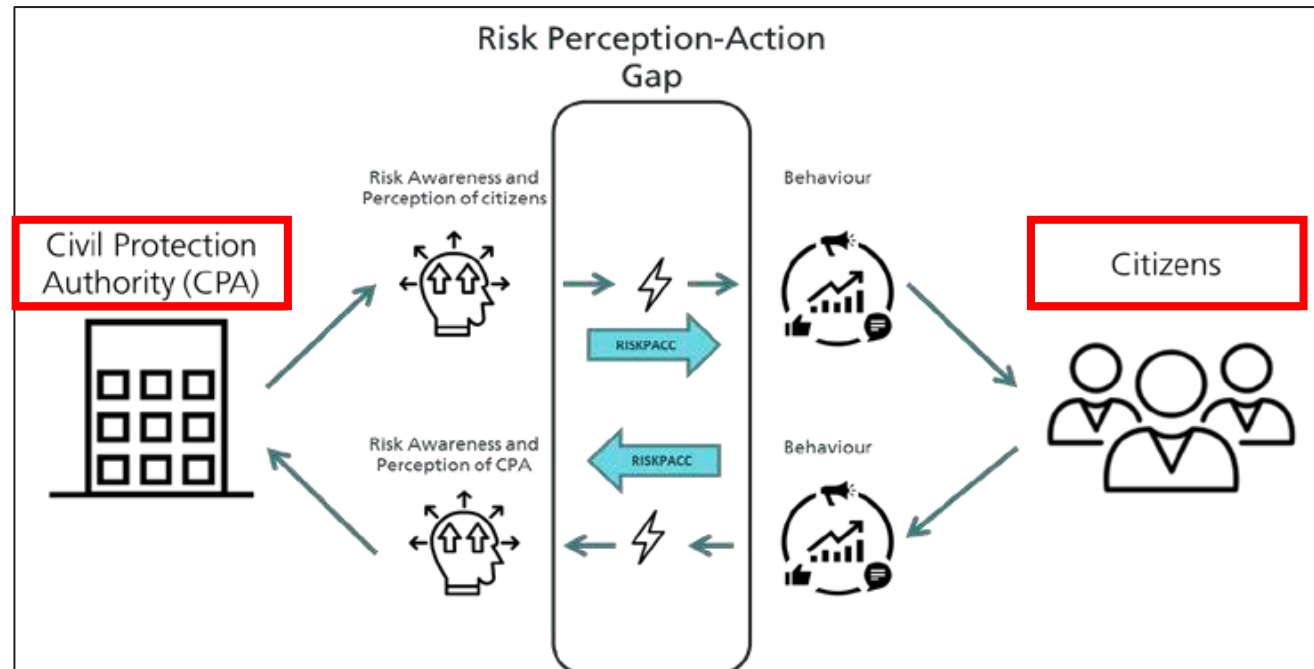 Risk Perception-Action
Gap
Risk Awareness and
Perception of citizens
Behaviour
Civil Protection
Authority (CPA)
Citizens
RISKPACC
Risk Awareness and
Perception of CPA
RISKPACC
Behaviour